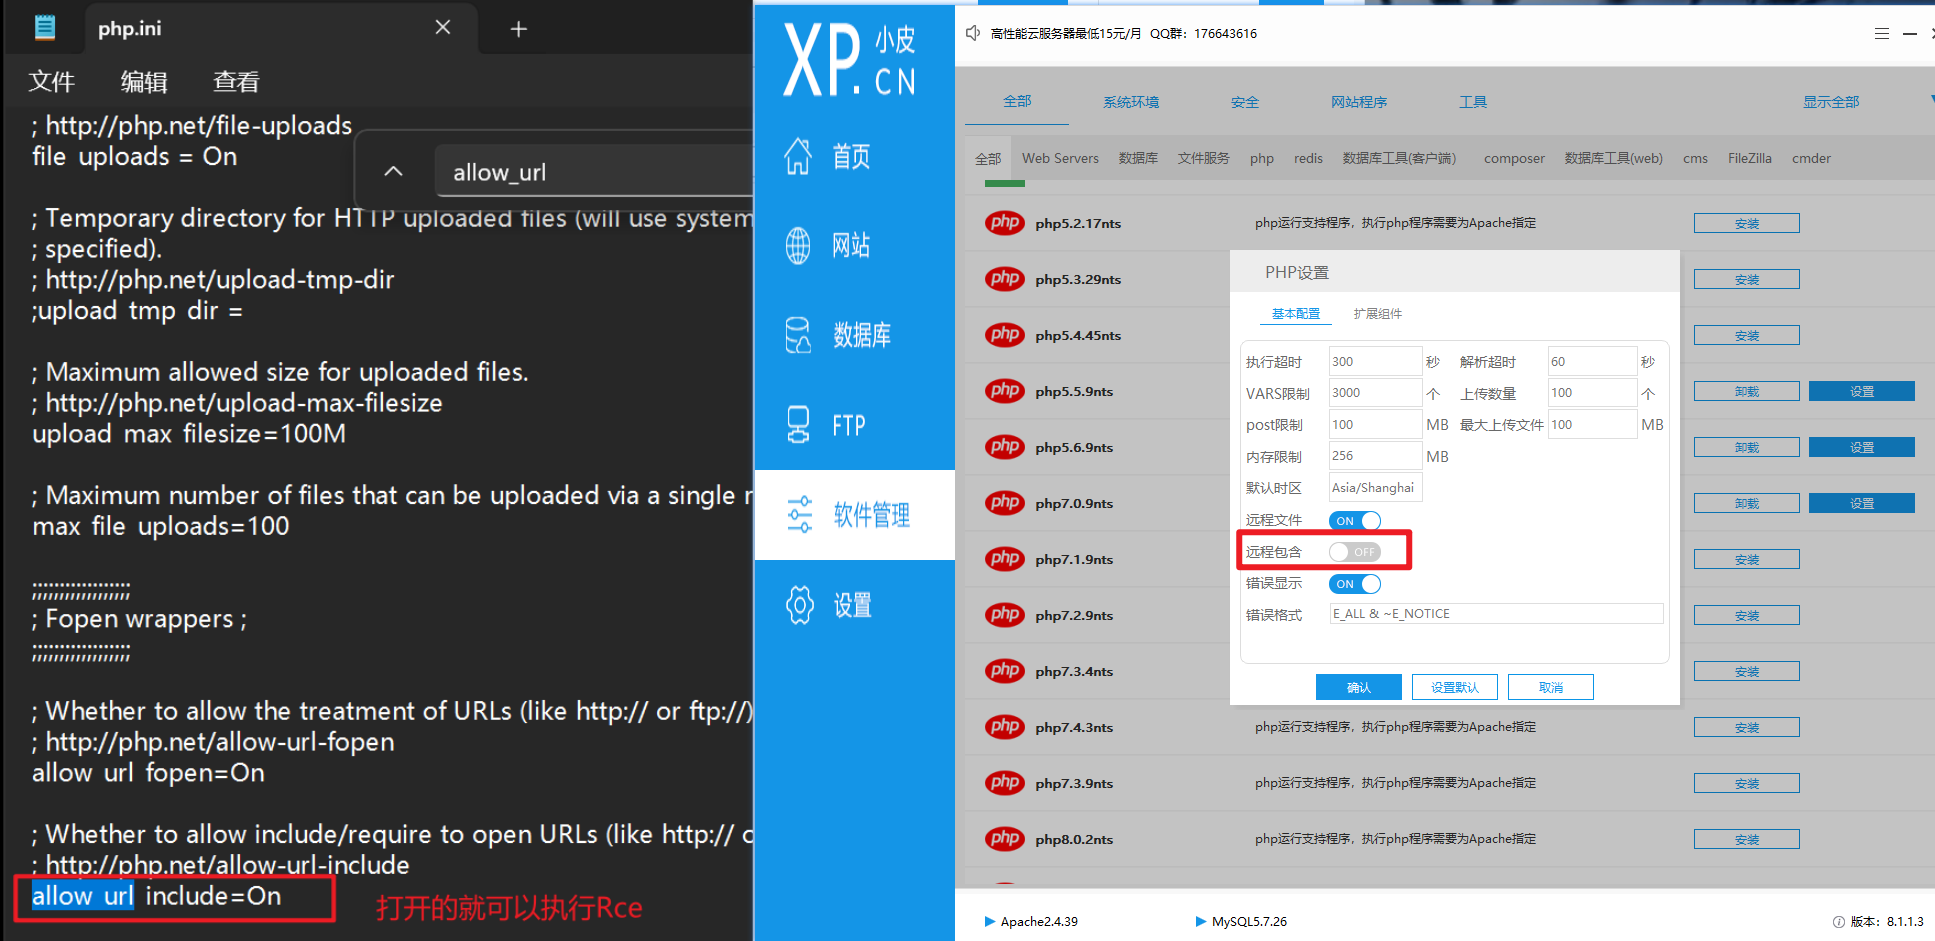 php.ini
文件 编辑 查看
; http://php.net/file-uploads
file_uploads = On
allow_url
; Temporary directory for HTTP uploaded files (will use system
; specified).
; http://php.net/upload-tmp-dir
;upload_tmp_dir =
; Maximum allowed size for uploaded files.
; http://php.net/upload-max-filesize
upload_max_filesize=100M
; Maximum number of files that can be uploaded via a single r
max_file_uploads=100
;;;;;;;;;;;;;;;;;;
; Fopen wrappers ;
;;;;;;;;;;;;;;;;;;
; Whether to allow the treatment of URLs (like http:// or ftp://)
; http://php.net/allow-url-fopen
allow_url_fopen=On
; Whether to allow include/require to open URLs (like http:// o
; http://php.net/allow-url-include
allow_url_include=On
打开的就可以执行Rce
XP.CN 小皮
首页
网站
数据库
FTP
软件管理
设置
高性能云服务器最低15元/月 QQ群：176643616
全部 系统环境 安全 网站程序 工具 显示全部
全部 Web Servers 数据库 文件服务 php redis 数据库工具(客户端) composer 数据库工具(web) cms FileZilla cmder
php php5.2.17nts php运行支持程序，执行php程序需要为Apache指定 安装
php php5.3.29nts 安装
php php5.4.45nts 安装
php php5.5.9nts 卸载 设置
php php5.6.9nts 卸载 设置
php php7.0.9nts 卸载 设置
php php7.1.9nts 安装
php php7.2.9nts 安装
php php7.3.4nts 安装
php php7.4.3nts php运行支持程序，执行php程序需要为Apache指定 安装
php php7.3.9nts php运行支持程序，执行php程序需要为Apache指定 安装
php php8.0.2nts php运行支持程序，执行php程序需要为Apache指定 安装
PHP设置
基本配置 扩展组件
执行超时 300 秒 解析超时 60 秒
VARS限制 3000 个 上传数量 100 个
post限制 100 MB 最大上传文件 100 MB
内存限制 256 MB
默认时区 Asia/Shanghai
远程文件 ON
远程包含 OFF
错误显示 ON
错误格式 E_ALL & ~E_NOTICE
确认 设置默认 取消
Apache2.4.39 MySQL5.7.26 版本：8.1.1.3